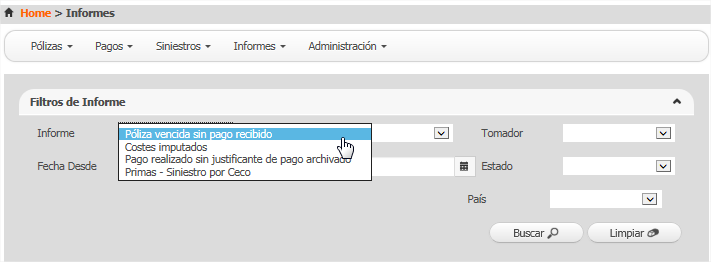 Home > Informes
Pólizas Pagos Siniestros Informes Administración
Filtros de Informe
Informe Tomador
Póliza vencida sin pago recibido
Costes imputados
Pago realizado sin justificante de pago archivado
Primas - Siniestro por Ceco
Fecha Desde Estado
País
Buscar Limpiar